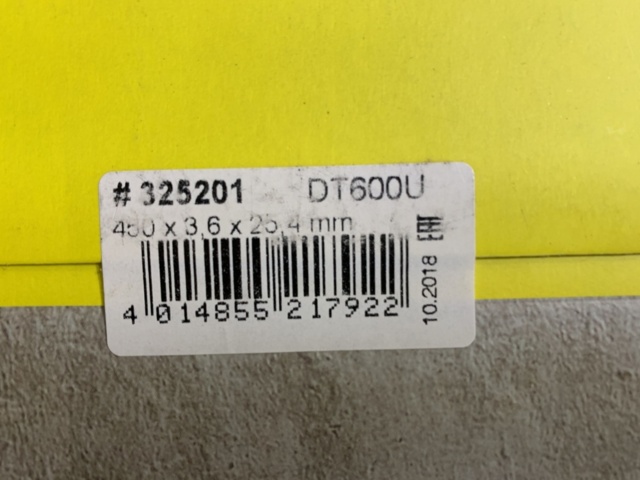 # 325201 DT600U
450 x 3,6 x 25,4 mm
EAC
4 014855 217922
10.2018